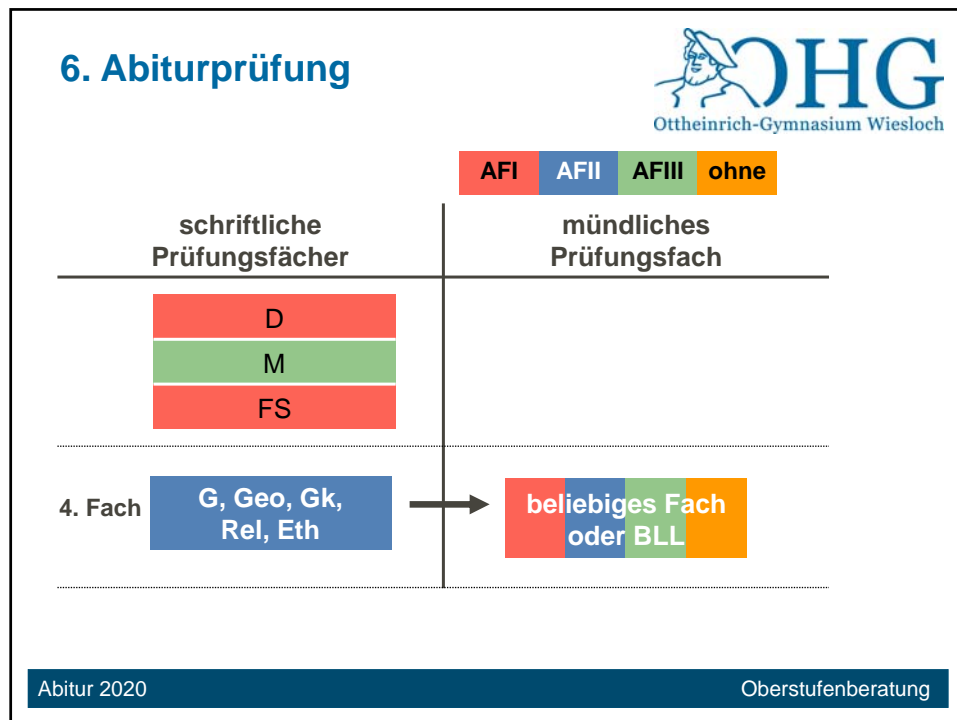 6. Abiturprüfung
OHG
Ottheinrich-Gymnasium Wiesloch
AFI AFII AFIII ohne
schriftliche
Prüfungsfächer
mündliches
Prüfungsfach
D
M
FS
4. Fach
G, Geo, Gk,
Rel, Eth
beliebiges Fach
oder BLL
Abitur 2020
Oberstufenberatung